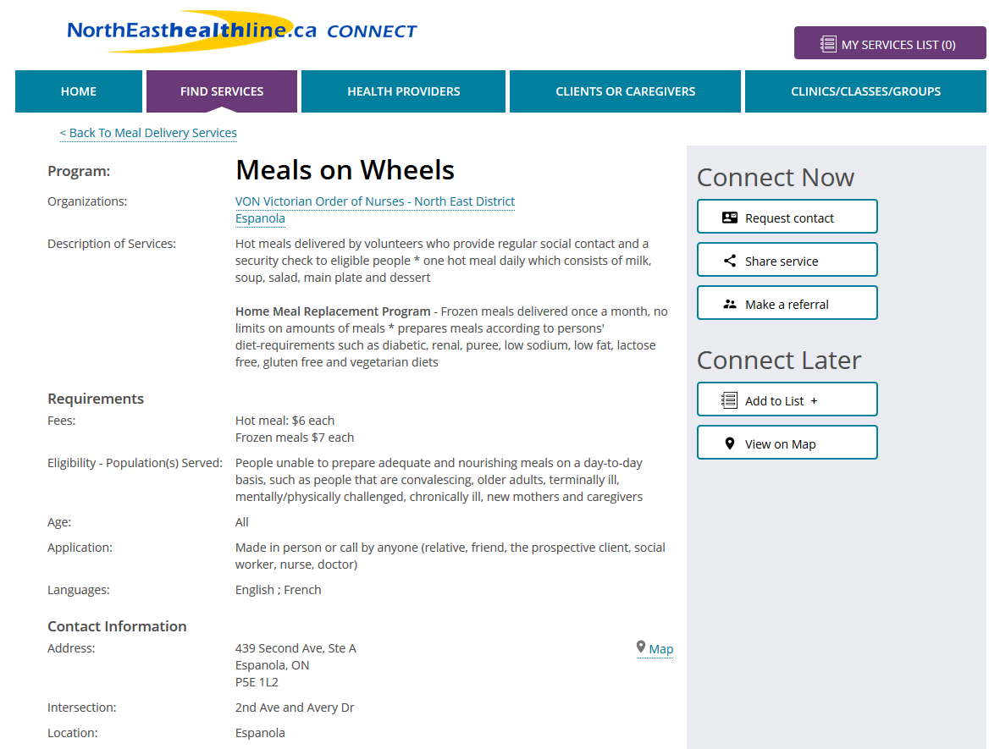 NorthEasthealthline.ca CONNECT
MY SERVICES LIST (0)
HOME
FIND SERVICES
HEALTH PROVIDERS
CLIENTS OR CAREGIVERS
CLINICS/CLASSES/GROUPS
< Back To Meal Delivery Services
Program: Meals on Wheels
Organizations: VON Victorian Order of Nurses - North East District
Espanola
Description of Services: Hot meals delivered by volunteers who provide regular social contact and a
security check to eligible people * one hot meal daily which consists of milk,
soup, salad, main plate and dessert
Home Meal Replacement Program - Frozen meals delivered once a month, no
limits on amounts of meals * prepares meals according to persons'
diet-requirements such as diabetic, renal, puree, low sodium, low fat, lactose
free, gluten free and vegetarian diets
Requirements
Fees: Hot meal: $6 each
Frozen meals $7 each
Eligibility - Population(s) Served: People unable to prepare adequate and nourishing meals on a day-to-day
basis, such as people that are convalescing, older adults, terminally ill,
mentally/physically challenged, chronically ill, new mothers and caregivers
Age: All
Application: Made in person or call by anyone (relative, friend, the prospective client, social
worker, nurse, doctor)
Languages: English ; French
Contact Information
Address: 439 Second Ave, Ste A
Espanola, ON
P5E 1L2
Map
Intersection: 2nd Ave and Avery Dr
Location: Espanola
Connect Now
Request contact
Share service
Make a referral
Connect Later
Add to List +
View on Map